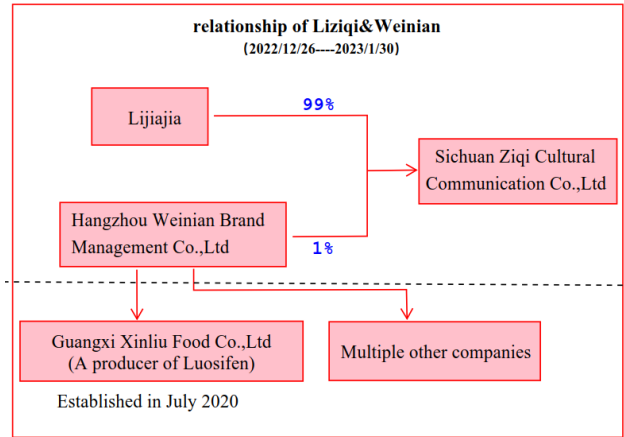 relationship of Liziqi&Weinian
(2022/12/26----2023/1/30)
99%
Lijiajia
Sichuan Ziqi Cultural
Communication Co.,Ltd
Hangzhou Weinian Brand
Management Co.,Ltd
1%
Guangxi Xinliu Food Co.,Ltd
(A producer of Luosifen)
Multiple other companies
Established in July 2020